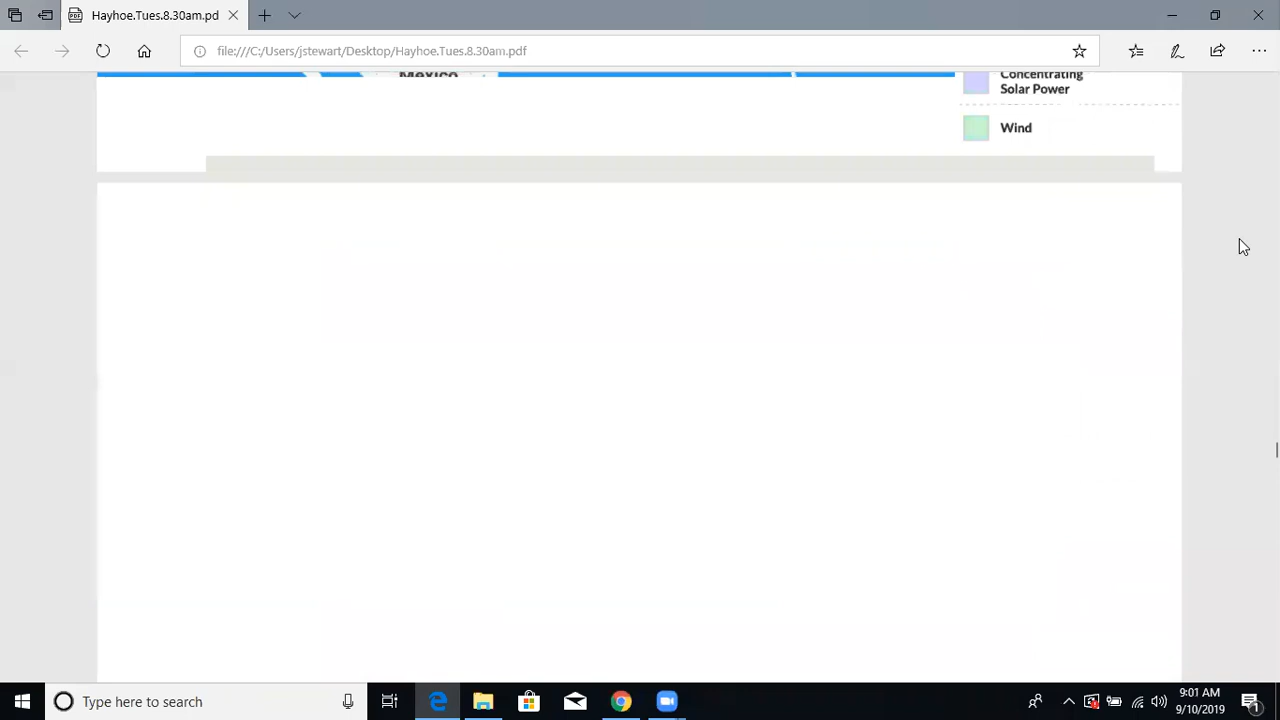 Hayhoe.Tues.8.30am.pd
file:///C:/Users/jstewart/Desktop/Hayhoe.Tues.8.30am.pdf
Mexico
Concentrating
Solar Power
Wind
Type here to search
9:01 AM
9/10/2019